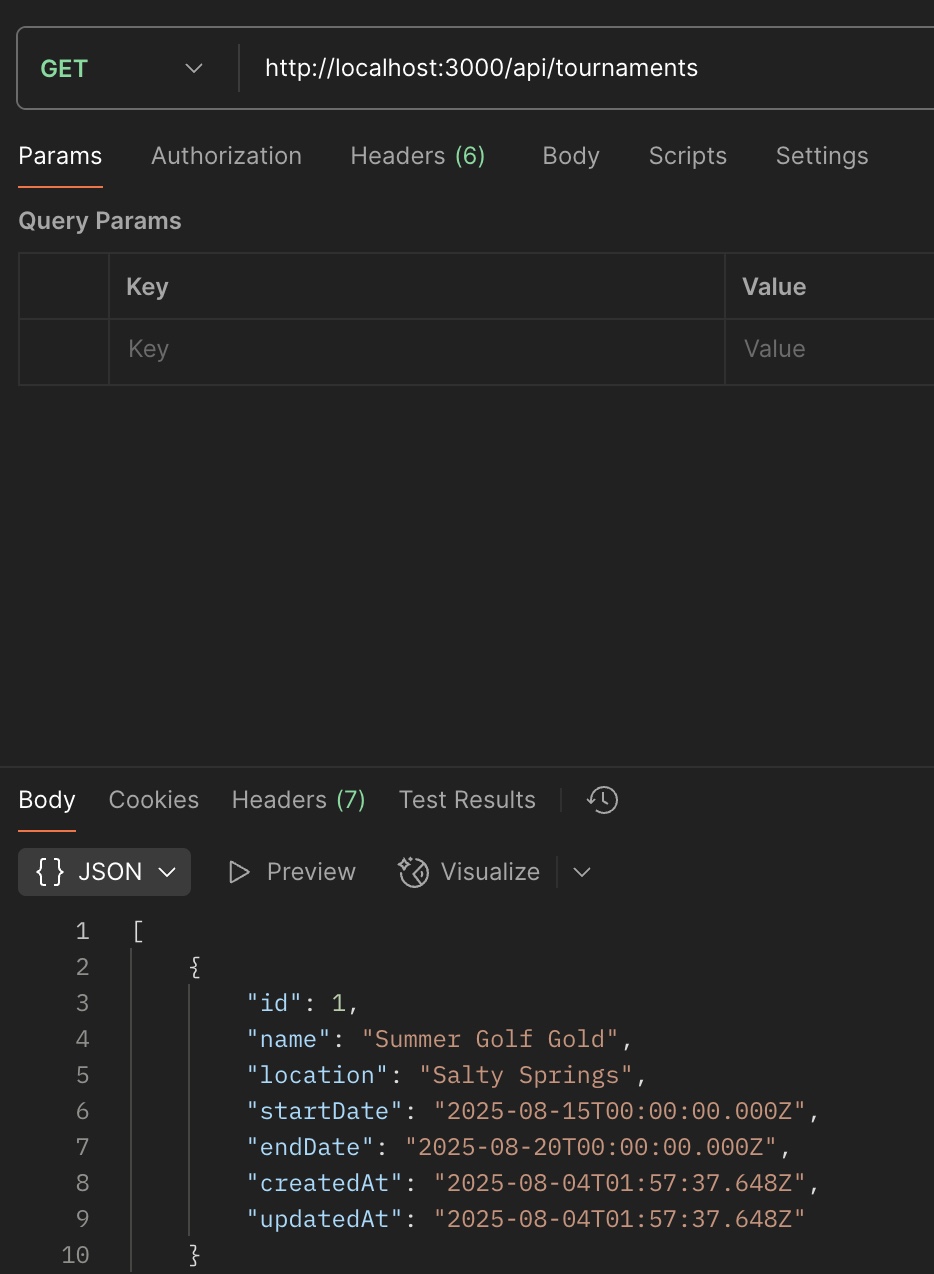 GET http://localhost:3000/api/tournaments
Params Authorization Headers (6) Body Scripts Settings
Query Params
Key Value
Key Value
Body Cookies Headers (7) Test Results
{} JSON Preview Visualize
1 [
2 {
3 "id": 1,
4 "name": "Summer Golf Gold",
5 "location": "Salty Springs",
6 "startDate": "2025-08-15T00:00:00.000Z",
7 "endDate": "2025-08-20T00:00:00.000Z",
8 "createdAt": "2025-08-04T01:57:37.648Z",
9 "updatedAt": "2025-08-04T01:57:37.648Z"
10 }